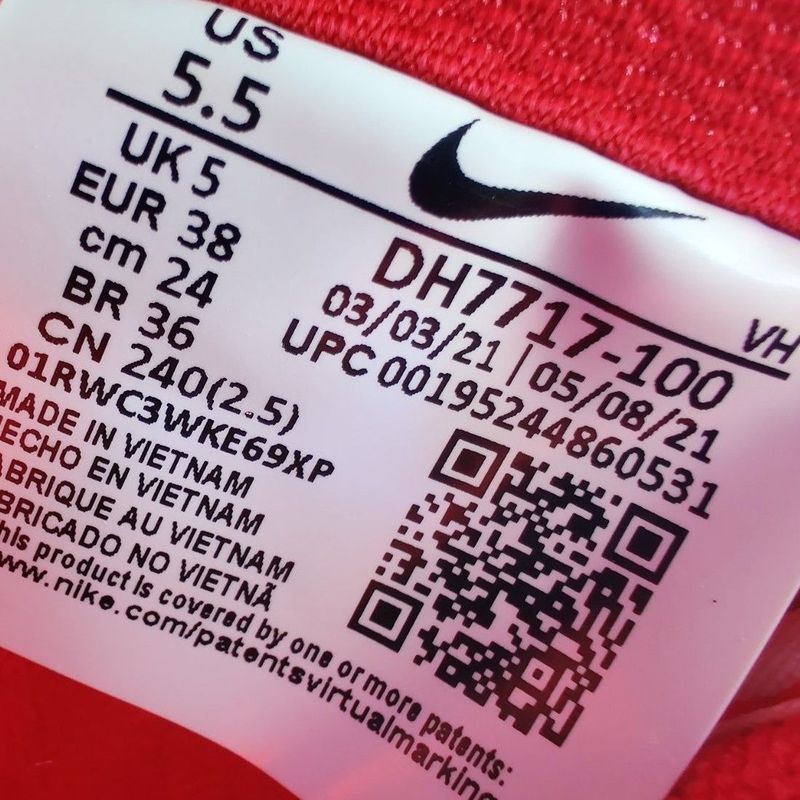 US
5.5
UK 5
EUR 38
cm 24
BR 36
CN 240(2.5)
01RWC3WKE69XP
MADE IN VIETNAM
HECHO EN VIETNAM
FABRIQUE AU VIETNAM
FABRICADO NO VIETNÃ
This product is covered by one or more patents:
www.nike.com/patentsvirtualmarking
VH
DH7717-100
03/03/21 | 05/08/21
UPC 00195244860531